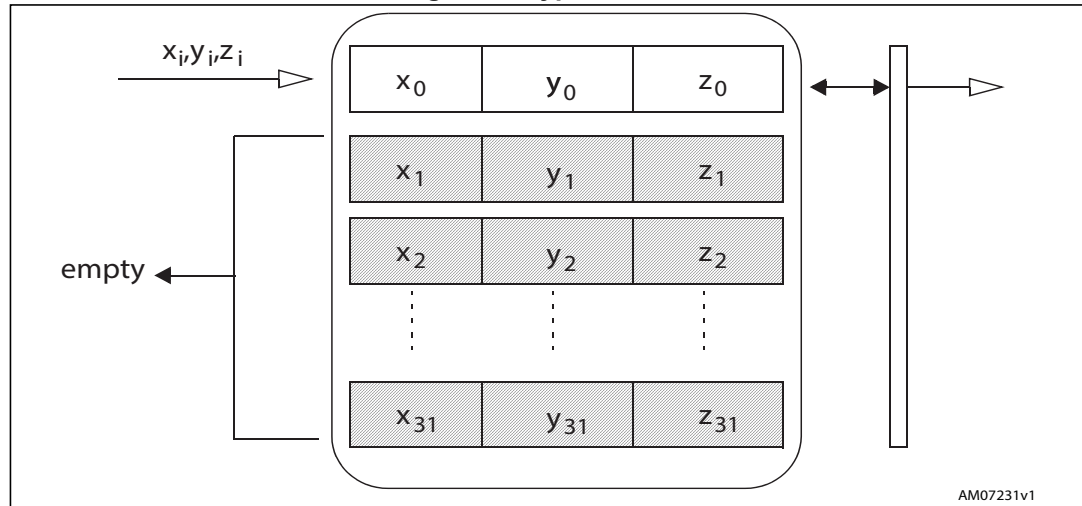 xi,yi,zi
x0 y0 z0
x1 y1 z1
x2 y2 z2
empty
x31 y31 z31
AM07231v1